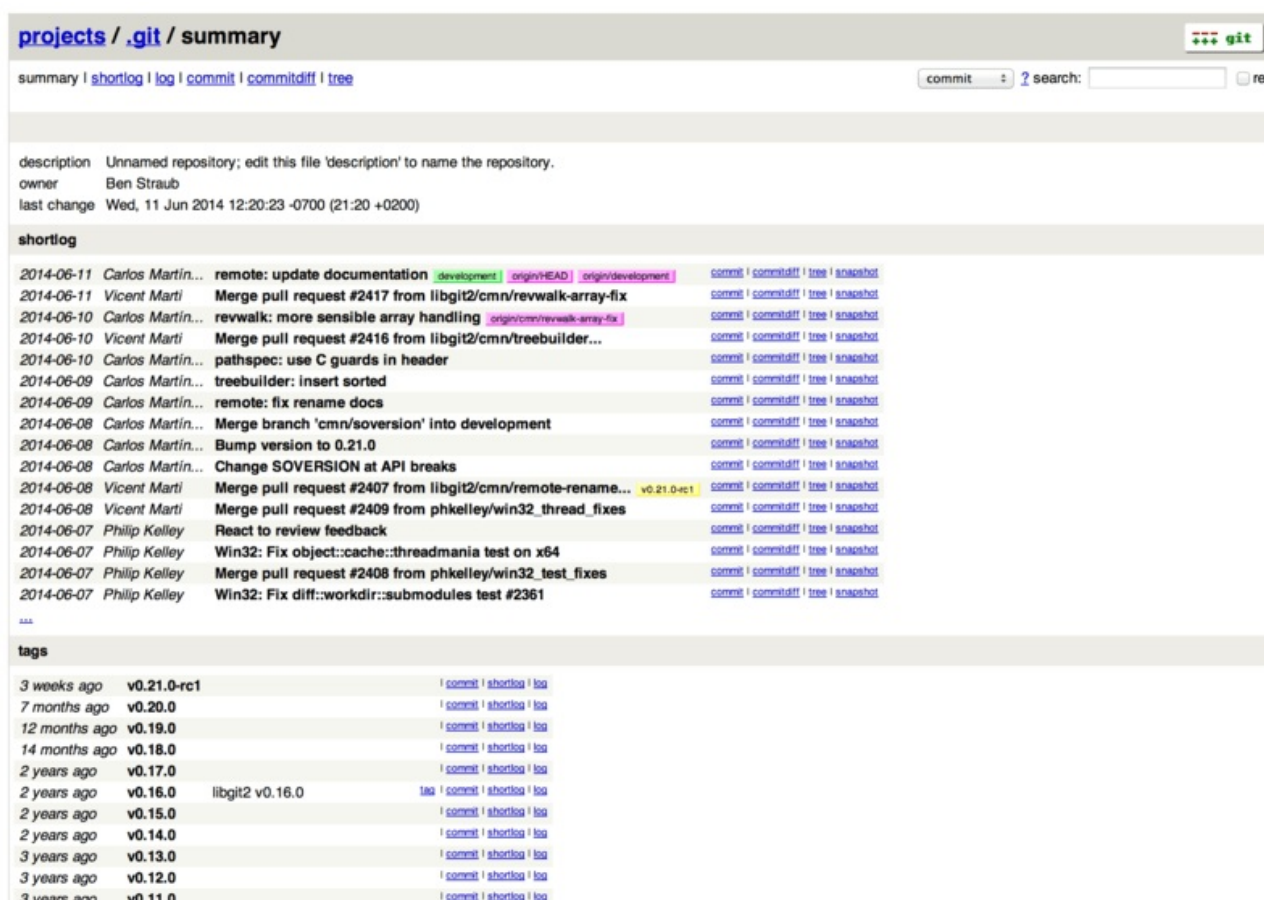 projects / .git / summary
git
summary | shortlog | log | commit | commitdiff | tree
commit ? search: re
description Unnamed repository; edit this file 'description' to name the repository.
owner Ben Straub
last change Wed, 11 Jun 2014 12:20:23 -0700 (21:20 +0200)
shortlog
2014-06-11 Carlos Martín... remote: update documentation development origin/HEAD origin/development commit | commitdiff | tree | snapshot
2014-06-11 Vicent Marti Merge pull request #2417 from libgit2/cmn/revwalk-array-fix commit | commitdiff | tree | snapshot
2014-06-10 Carlos Martín... revwalk: more sensible array handling origin/cmn/revwalk-array-fix commit | commitdiff | tree | snapshot
2014-06-10 Vicent Marti Merge pull request #2416 from libgit2/cmn/treebuilder... commit | commitdiff | tree | snapshot
2014-06-10 Carlos Martín... pathspec: use C guards in header commit | commitdiff | tree | snapshot
2014-06-09 Carlos Martín... treebuilder: insert sorted commit | commitdiff | tree | snapshot
2014-06-09 Carlos Martín... remote: fix rename docs commit | commitdiff | tree | snapshot
2014-06-08 Carlos Martín... Merge branch 'cmn/soversion' into development commit | commitdiff | tree | snapshot
2014-06-08 Carlos Martín... Bump version to 0.21.0 commit | commitdiff | tree | snapshot
2014-06-08 Carlos Martín... Change SOVERSION at API breaks commit | commitdiff | tree | snapshot
2014-06-08 Vicent Marti Merge pull request #2407 from libgit2/cmn/remote-rename... v0.21.0-rc1 commit | commitdiff | tree | snapshot
2014-06-08 Vicent Marti Merge pull request #2409 from phkelley/win32_thread_fixes commit | commitdiff | tree | snapshot
2014-06-07 Philip Kelley React to review feedback commit | commitdiff | tree | snapshot
2014-06-07 Philip Kelley Win32: Fix object::cache::threadmania test on x64 commit | commitdiff | tree | snapshot
2014-06-07 Philip Kelley Merge pull request #2408 from phkelley/win32_test_fixes commit | commitdiff | tree | snapshot
2014-06-07 Philip Kelley Win32: Fix diff::workdir::submodules test #2361 commit | commitdiff | tree | snapshot
...
tags
3 weeks ago v0.21.0-rc1 | commit | shortlog | log
7 months ago v0.20.0 | commit | shortlog | log
12 months ago v0.19.0 | commit | shortlog | log
14 months ago v0.18.0 | commit | shortlog | log
2 years ago v0.17.0 | commit | shortlog | log
2 years ago v0.16.0 libgit2 v0.16.0 tag | commit | shortlog | log
2 years ago v0.15.0 | commit | shortlog | log
2 years ago v0.14.0 | commit | shortlog | log
3 years ago v0.13.0 | commit | shortlog | log
3 years ago v0.12.0 | commit | shortlog | log
3 years ago v0.11.0 | commit | shortlog | log